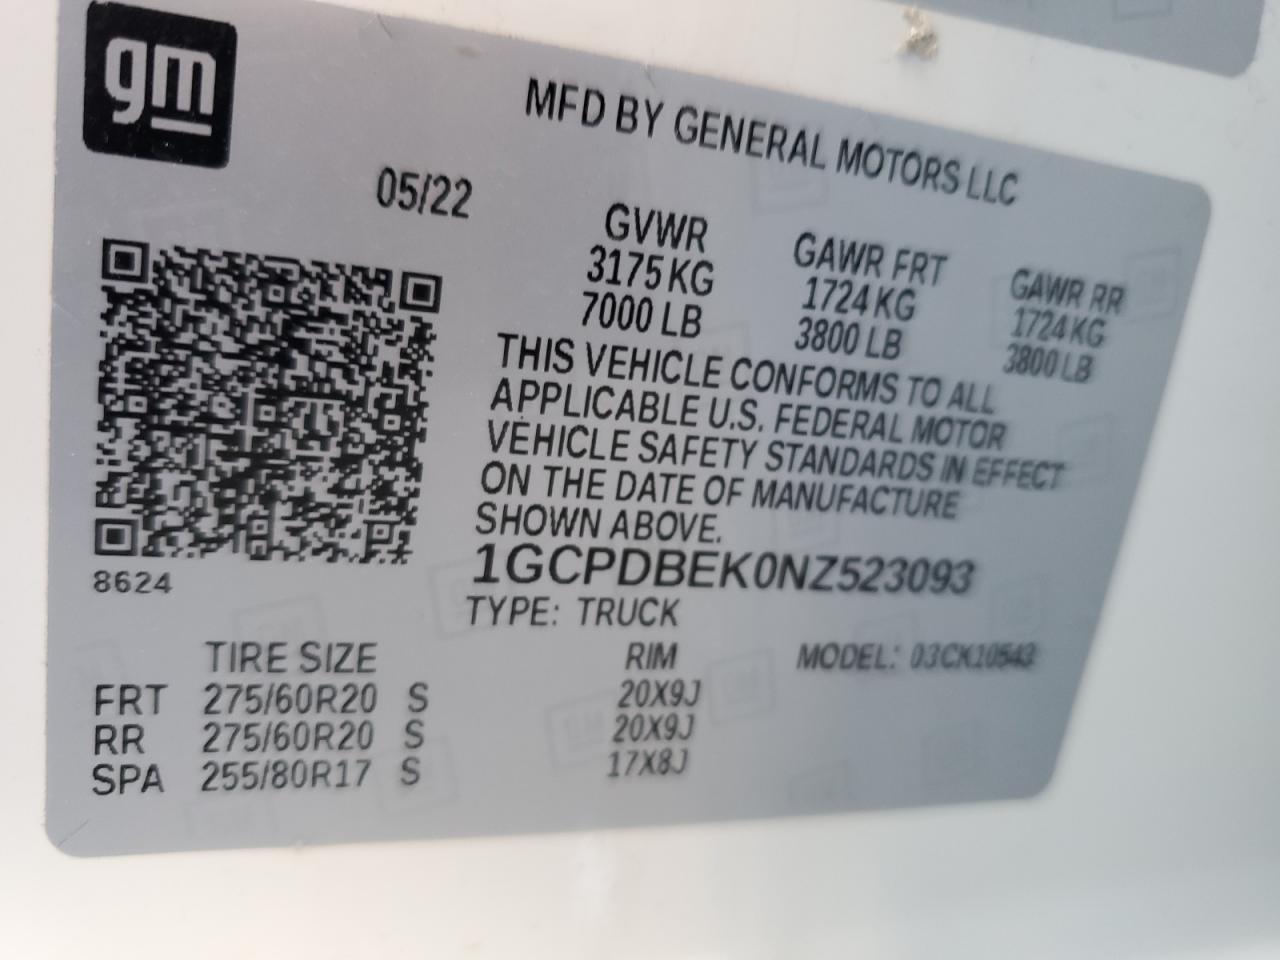 gm
MFD BY GENERAL MOTORS LLC
05/22
GVWR GAWR FRT GAWR RR
3175 KG 1724 KG 1724 KG
7000 LB 3800 LB 3800 LB
THIS VEHICLE CONFORMS TO ALL
APPLICABLE U.S. FEDERAL MOTOR
VEHICLE SAFETY STANDARDS IN EFFECT
ON THE DATE OF MANUFACTURE
SHOWN ABOVE.
1GCPDBEK0NZ523093
8624
TYPE: TRUCK
TIRE SIZE RIM MODEL: 03CK10543
FRT 275/60R20 S 20X9J
RR 275/60R20 S 20X9J
SPA 255/80R17 S 17X8J